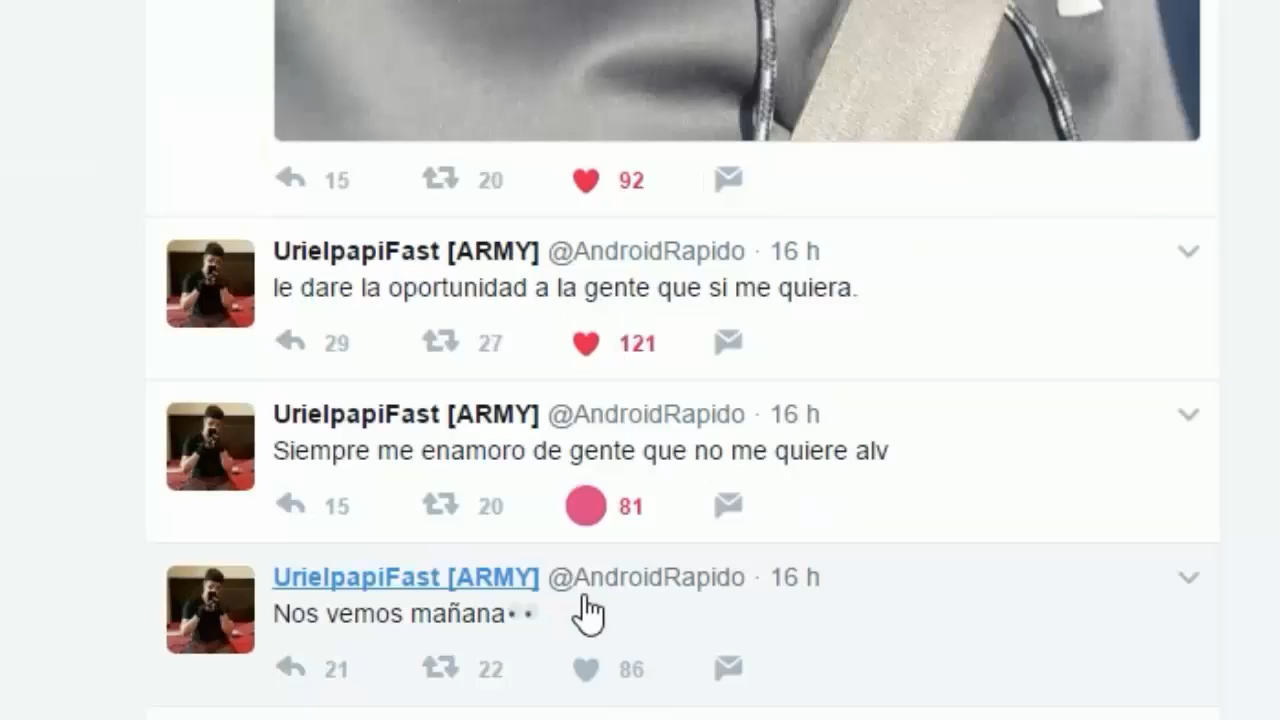 15 20 92
UrielpapiFast [ARMY] @AndroidRapido · 16 h
le dare la oportunidad a la gente que si me quiera.
29 27 121
UrielpapiFast [ARMY] @AndroidRapido · 16 h
Siempre me enamoro de gente que no me quiere alv
15 20 81
UrielpapiFast [ARMY] @AndroidRapido · 16 h
Nos vemos mañana
21 22 86